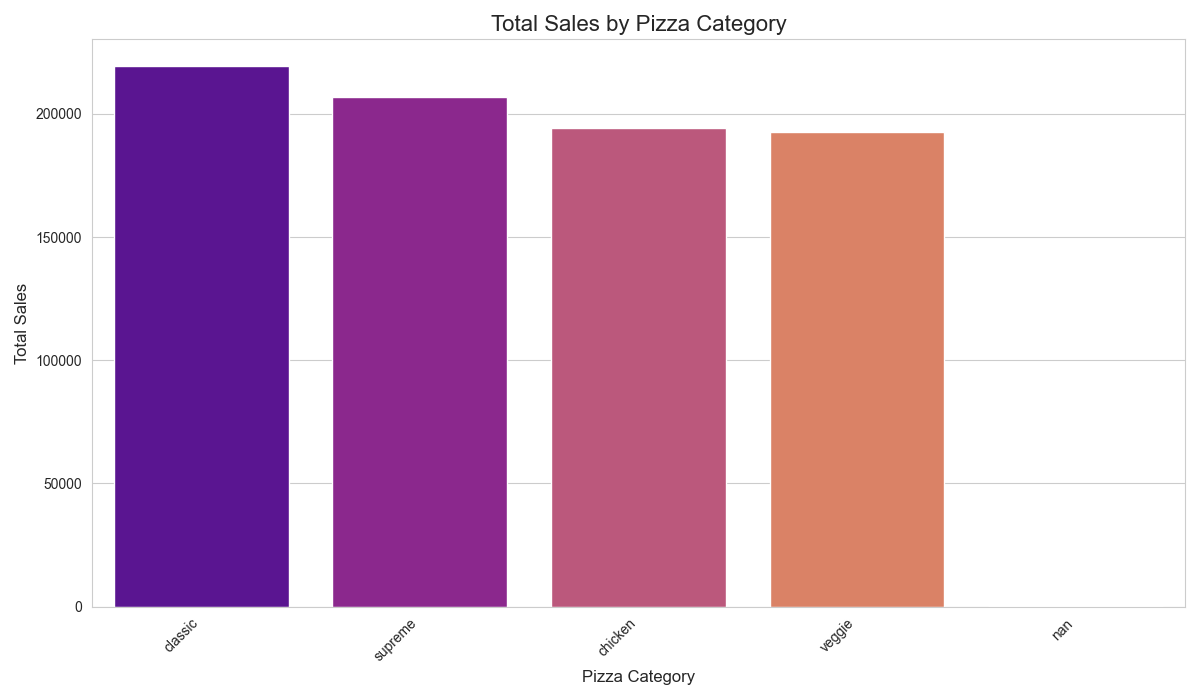 Total Sales by Pizza Category
Total Sales
200000
150000
100000
50000
0
classic
supreme
chicken
veggie
nan
Pizza Category